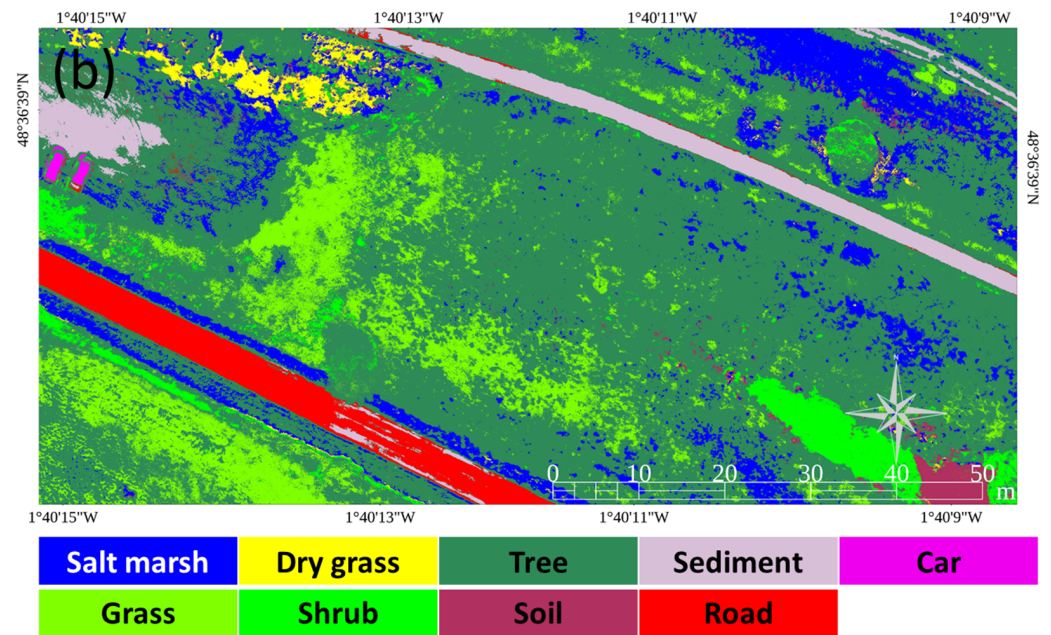 1°40'15"W 1°40'13"W 1°40'11"W 1°40'9"W
(b)
48°36'39"N
48°36'39"N
0 10 20 30 40 50
m
1°40'15"W 1°40'13"W 1°40'11"W 1°40'9"W
Salt marsh Dry grass Tree Sediment Car
Grass Shrub Soil Road